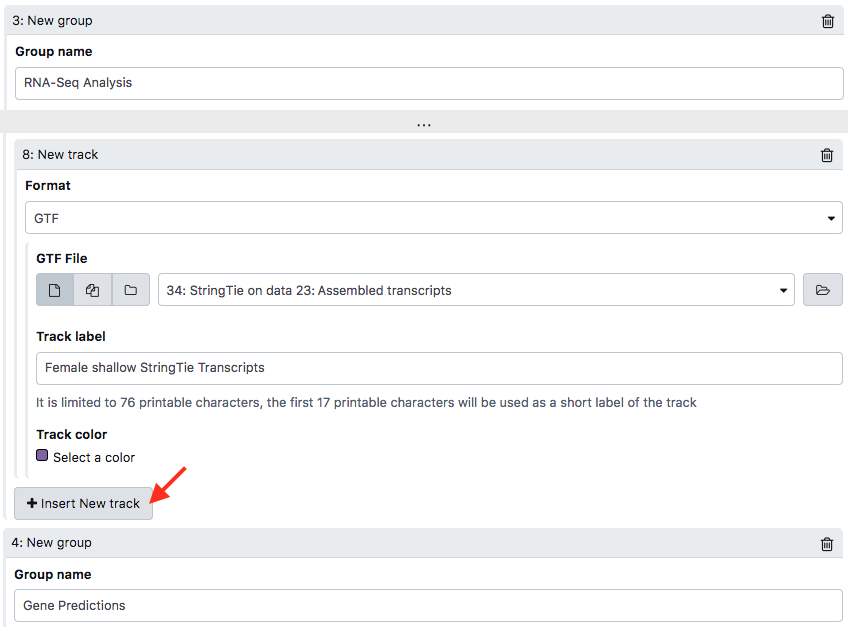 3: New group
Group name
RNA-Seq Analysis
...
8: New track
Format
GTF
GTF File
34: StringTie on data 23: Assembled transcripts
Track label
Female shallow StringTie Transcripts
It is limited to 76 printable characters, the first 17 printable characters will be used as a short label of the track
Track color
Select a color
+ Insert New track
4: New group
Group name
Gene Predictions